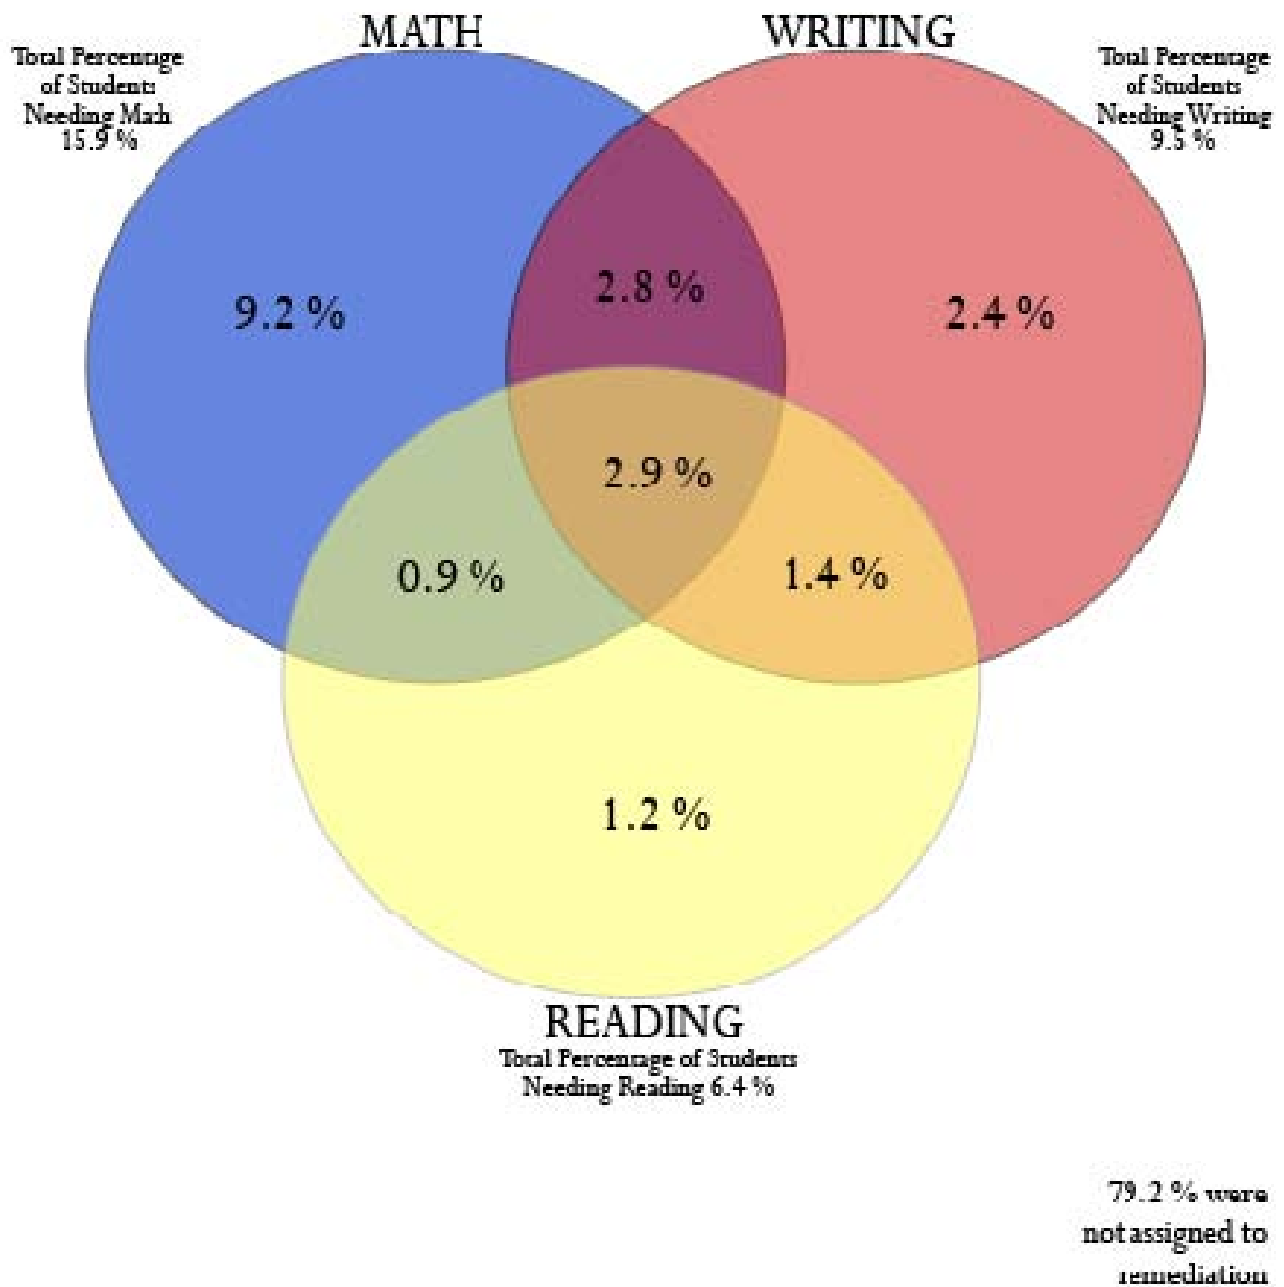 MATH
WRITING
Total Percentage
of Students
Needing Math
15.9 %
Total Percentage
of Students
Needing Writing
9.5 %
9.2 %
2.8 %
2.4 %
2.9 %
0.9 %
1.4 %
1.2 %
READING
Total Percentage of Students
Needing Reading 6.4 %
79.2 % were
not assigned to
remediation